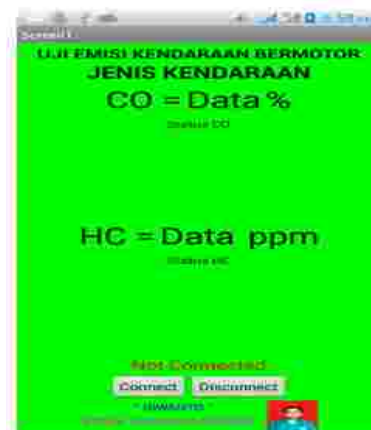 Screen1
UJI EMISI KENDARAAN BERMOTOR
JENIS KENDARAAN
CO = Data %
Status CO
HC = Data ppm
Status HC
Not Connected
Connect Disconnect